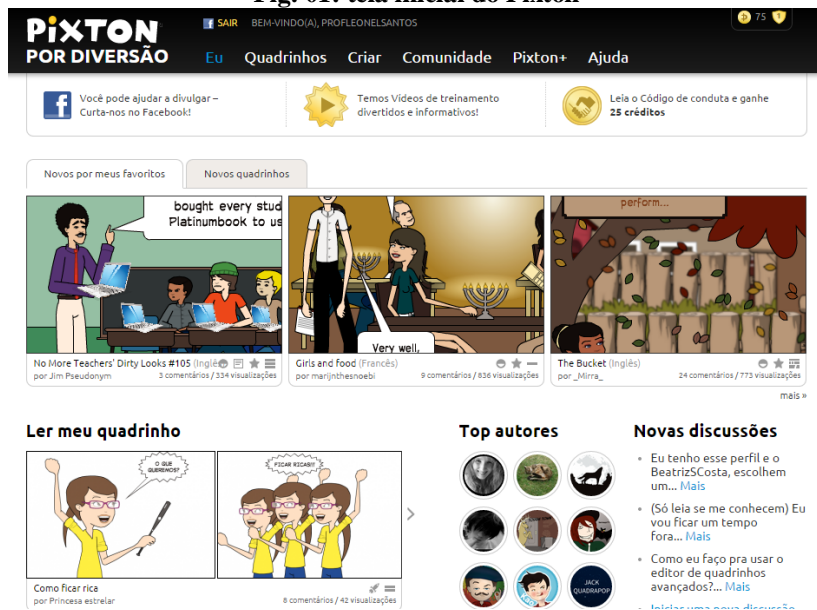 Fig. 01: tela inicial do Pixton
PiXTON
POR DIVERSÃO
SAIR BEM-VINDO(A), PROFLEONELSANTOS
75
Eu Quadrinhos Criar Comunidade Pixton+ Ajuda
Você pode ajudar a divulgar –
Curta-nos no Facebook!
Temos Vídeos de treinamento
divertidos e informativos!
Leia o Código de conduta e ganhe
25 créditos
Novos por meus favoritos Novos quadrinhos
bought every stud
Platinumbook to us
Very well,
perform...
No More Teachers' Dirty Looks #105 (Inglês)
por Jim Pseudonym 3 comentários / 334 visualizações
Girls and food (Francês)
por marijnthesnoebi 9 comentários / 836 visualizações
The Bucket (Inglês)
por _Mirra_ 24 comentários / 773 visualizações
mais »
Ler meu quadrinho
O QUE
QUEREMOS?
FICAR RICAS!!!
Como ficar rica
por Princesa estrelar 8 comentários / 42 visualizações
Top autores
JACK
QUADRAPOP
Novas discussões
Eu tenho esse perfil e o
BeatrizSCosta, escolhem
um... Mais
(Só leia se me conhecem) Eu
vou ficar um tempo
fora... Mais
Como eu faço pra usar o
editor de quadrinhos
avançados?... Mais
Inicias uma nova discussão